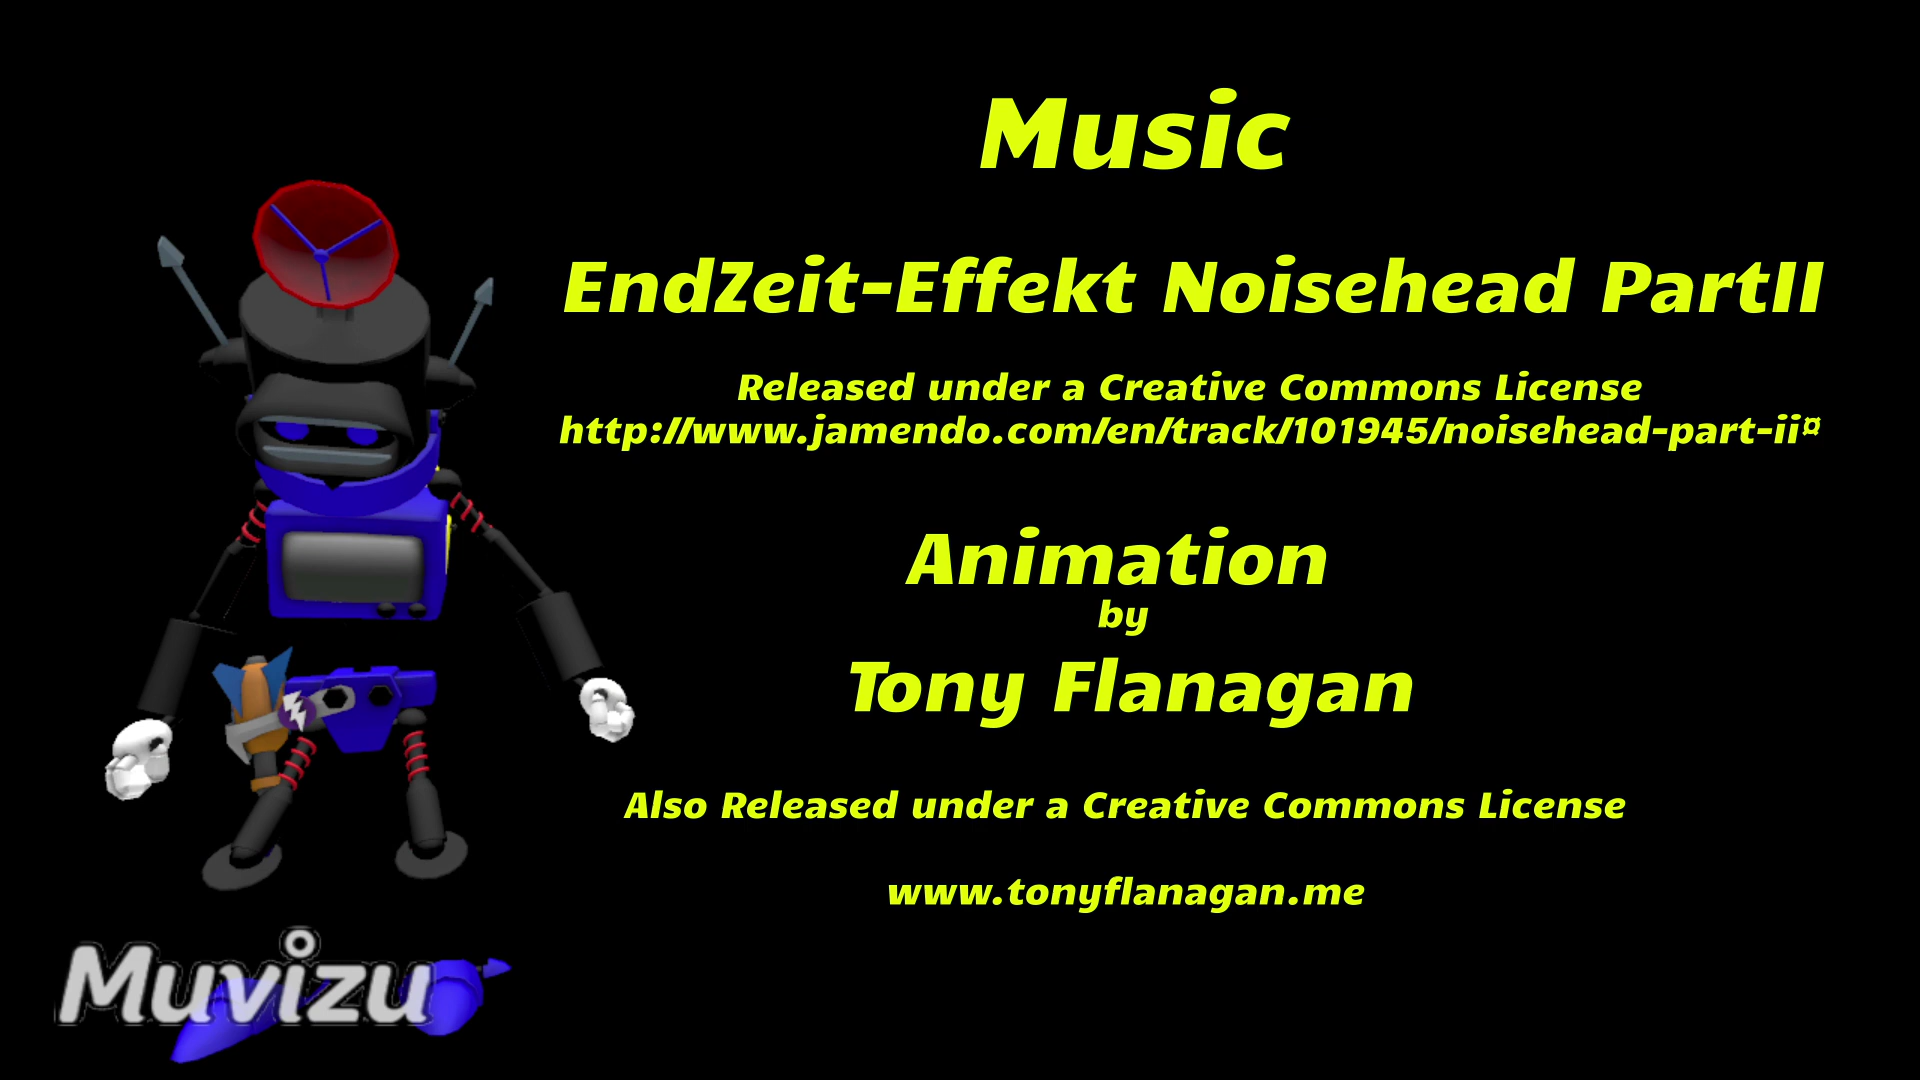 Music
EndZeit-Effekt Noisehead PartII
Released under a Creative Commons License
http://www.jamendo.com/en/track/101945/noisehead-part-ii¤
Animation
by
Tony Flanagan
Also Released under a Creative Commons License
www.tonyflanagan.me
Muvizu